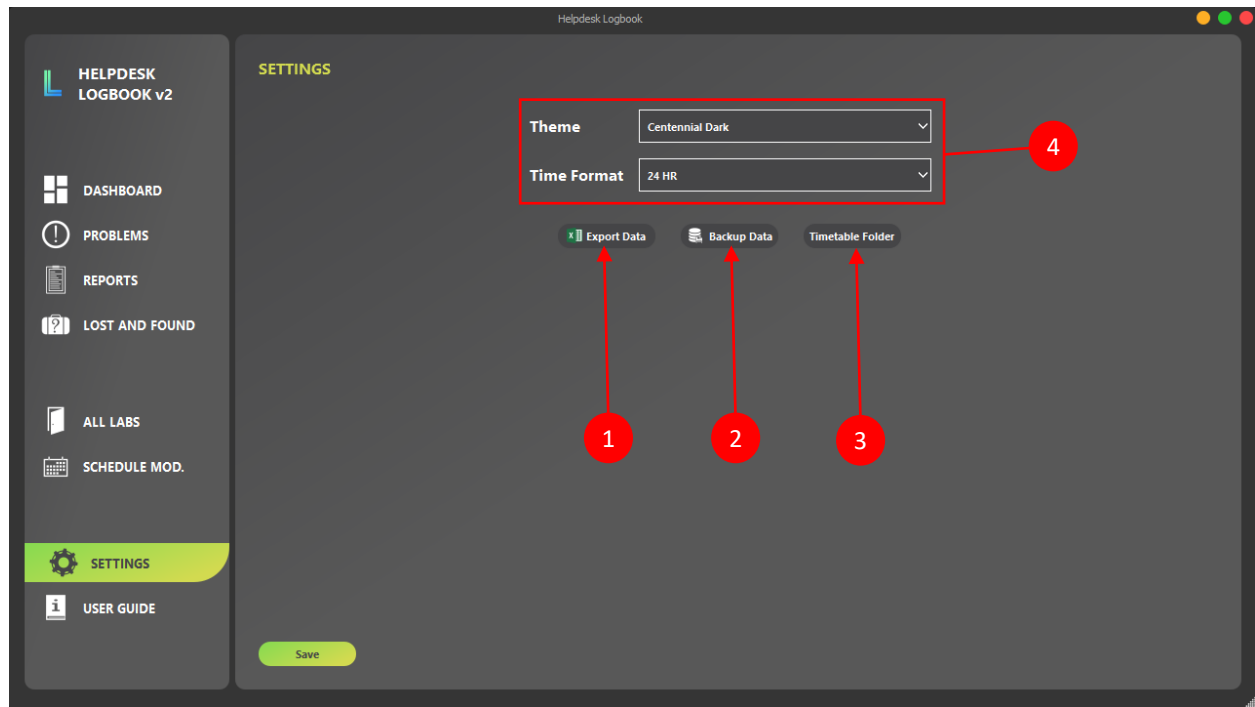 Helpdesk Logbook
HELPDESK
LOGBOOK v2
DASHBOARD
PROBLEMS
REPORTS
LOST AND FOUND
ALL LABS
SCHEDULE MOD.
SETTINGS
USER GUIDE
SETTINGS
Theme Centennial Dark
Time Format 24 HR
4
Export Data Backup Data Timetable Folder
1 2 3
Save